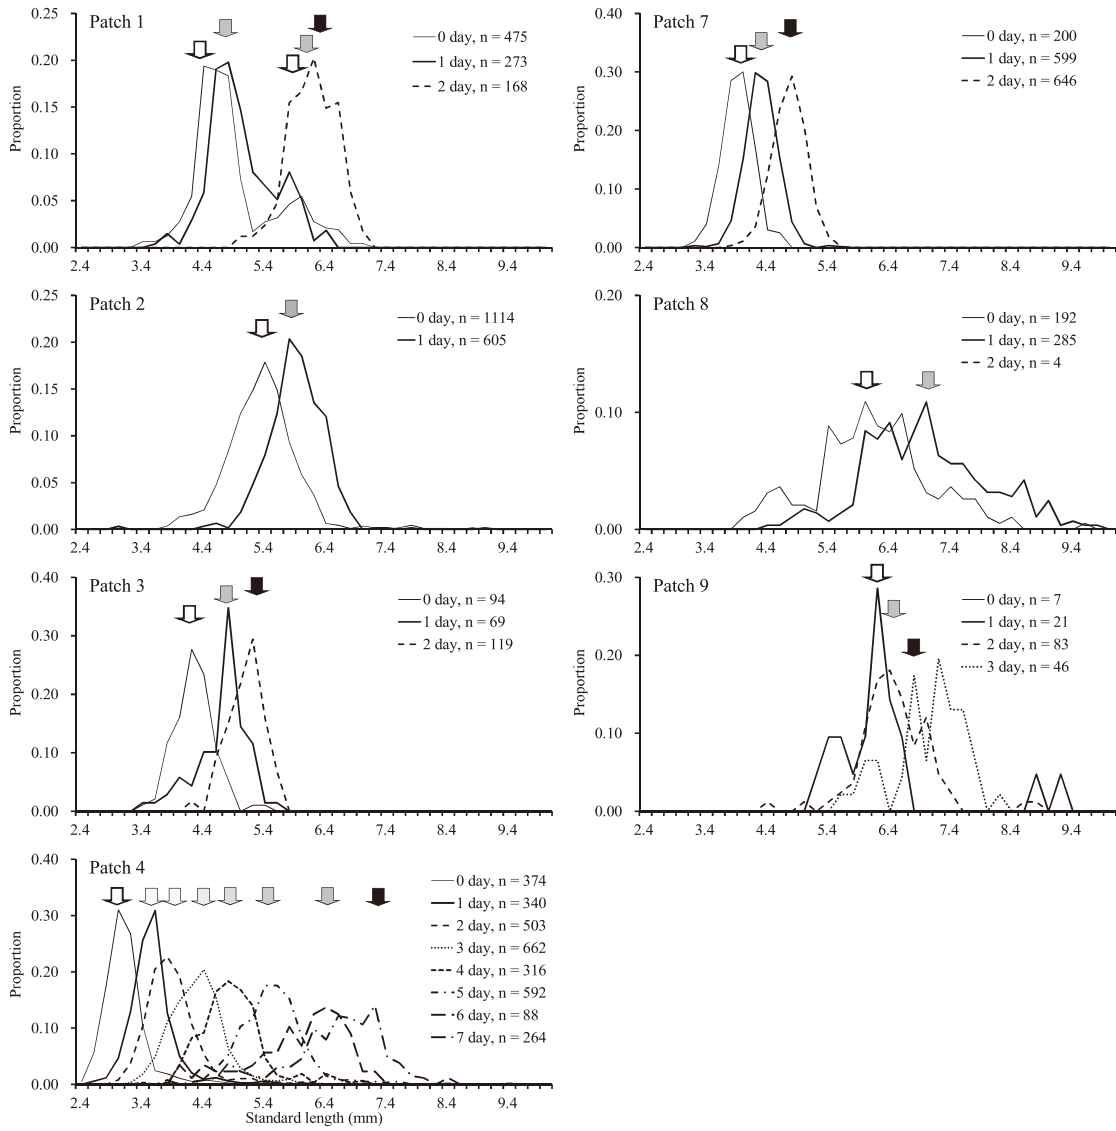 Patch 1
0.25
0.20
0.15
0.10
0.05
0.00
Proportion
0 day, n = 475
1 day, n = 273
2 day, n = 168
2.4 3.4 4.4 5.4 6.4 7.4 8.4 9.4
Patch 7
0.40
0.30
0.20
0.10
0.00
Proportion
0 day, n = 200
1 day, n = 599
2 day, n = 646
2.4 3.4 4.4 5.4 6.4 7.4 8.4 9.4
Patch 2
0.25
0.20
0.15
0.10
0.05
0.00
Proportion
0 day, n = 1114
1 day, n = 605
2.4 3.4 4.4 5.4 6.4 7.4 8.4 9.4
Patch 8
0.20
0.10
0.00
Proportion
0 day, n = 192
1 day, n = 285
2 day, n = 4
2.4 3.4 4.4 5.4 6.4 7.4 8.4 9.4
Patch 3
0.40
0.30
0.20
0.10
0.00
Proportion
0 day, n = 94
1 day, n = 69
2 day, n = 119
2.4 3.4 4.4 5.4 6.4 7.4 8.4 9.4
Patch 9
0.30
0.20
0.10
0.00
Proportion
0 day, n = 7
1 day, n = 21
2 day, n = 83
3 day, n = 46
2.4 3.4 4.4 5.4 6.4 7.4 8.4 9.4
Patch 4
0.40
0.30
0.20
0.10
0.00
Proportion
0 day, n = 374
1 day, n = 340
2 day, n = 503
3 day, n = 662
4 day, n = 316
5 day, n = 592
6 day, n = 88
7 day, n = 264
2.4 3.4 4.4 5.4 6.4 7.4 8.4 9.4
Standard length (mm)